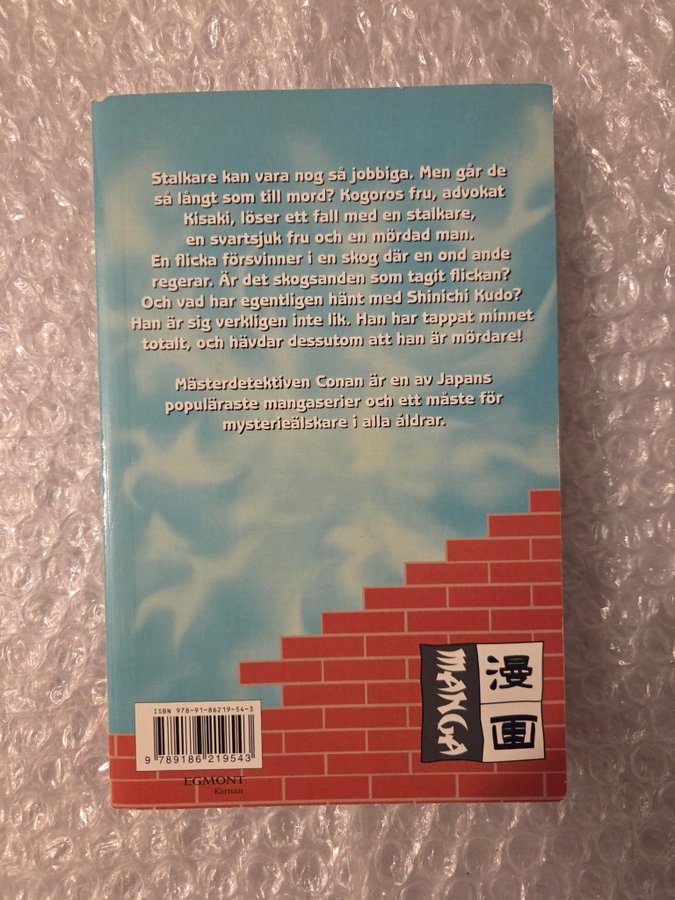 Stalkare kan vara nog så jobbiga. Men går de
så långt som till mord? Kogoros fru, advokat
Kisaki, löser ett fall med en stalkare,
en svartsjuk fru och en mördad man.
En flicka försvinner i en skog där en ond ande
regerar. Är det skogsanden som tagit flickan?
Och vad har egentligen hänt med Shinichi Kudo?
Han är sig verkligen inte lik. Han har tappat minnet
totalt, och hävdar dessutom att han är mördare!
Mästerdetektiven Conan är en av Japans
populäraste mangaserier och ett måste för
mysterieälskare i alla åldrar.
MANGA
漫画
ISBN 978-91-86219-54-3
9 789186 219543
EGMONT
Kärnan